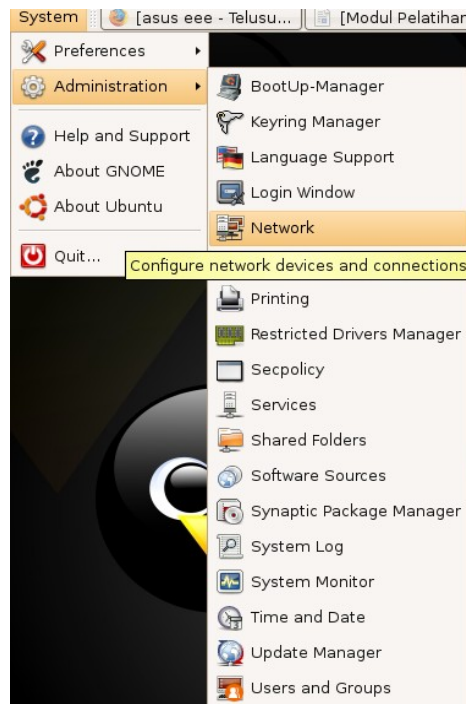 System [asus eee - Telusu... [Modul Pelatihar
Preferences
Administration
Help and Support
About GNOME
About Ubuntu
Quit...
BootUp-Manager
Keyring Manager
Language Support
Login Window
Network
Configure network devices and connections
Printing
Restricted Drivers Manager
Secpolicy
Services
Shared Folders
Software Sources
Synaptic Package Manager
System Log
System Monitor
Time and Date
Update Manager
Users and Groups